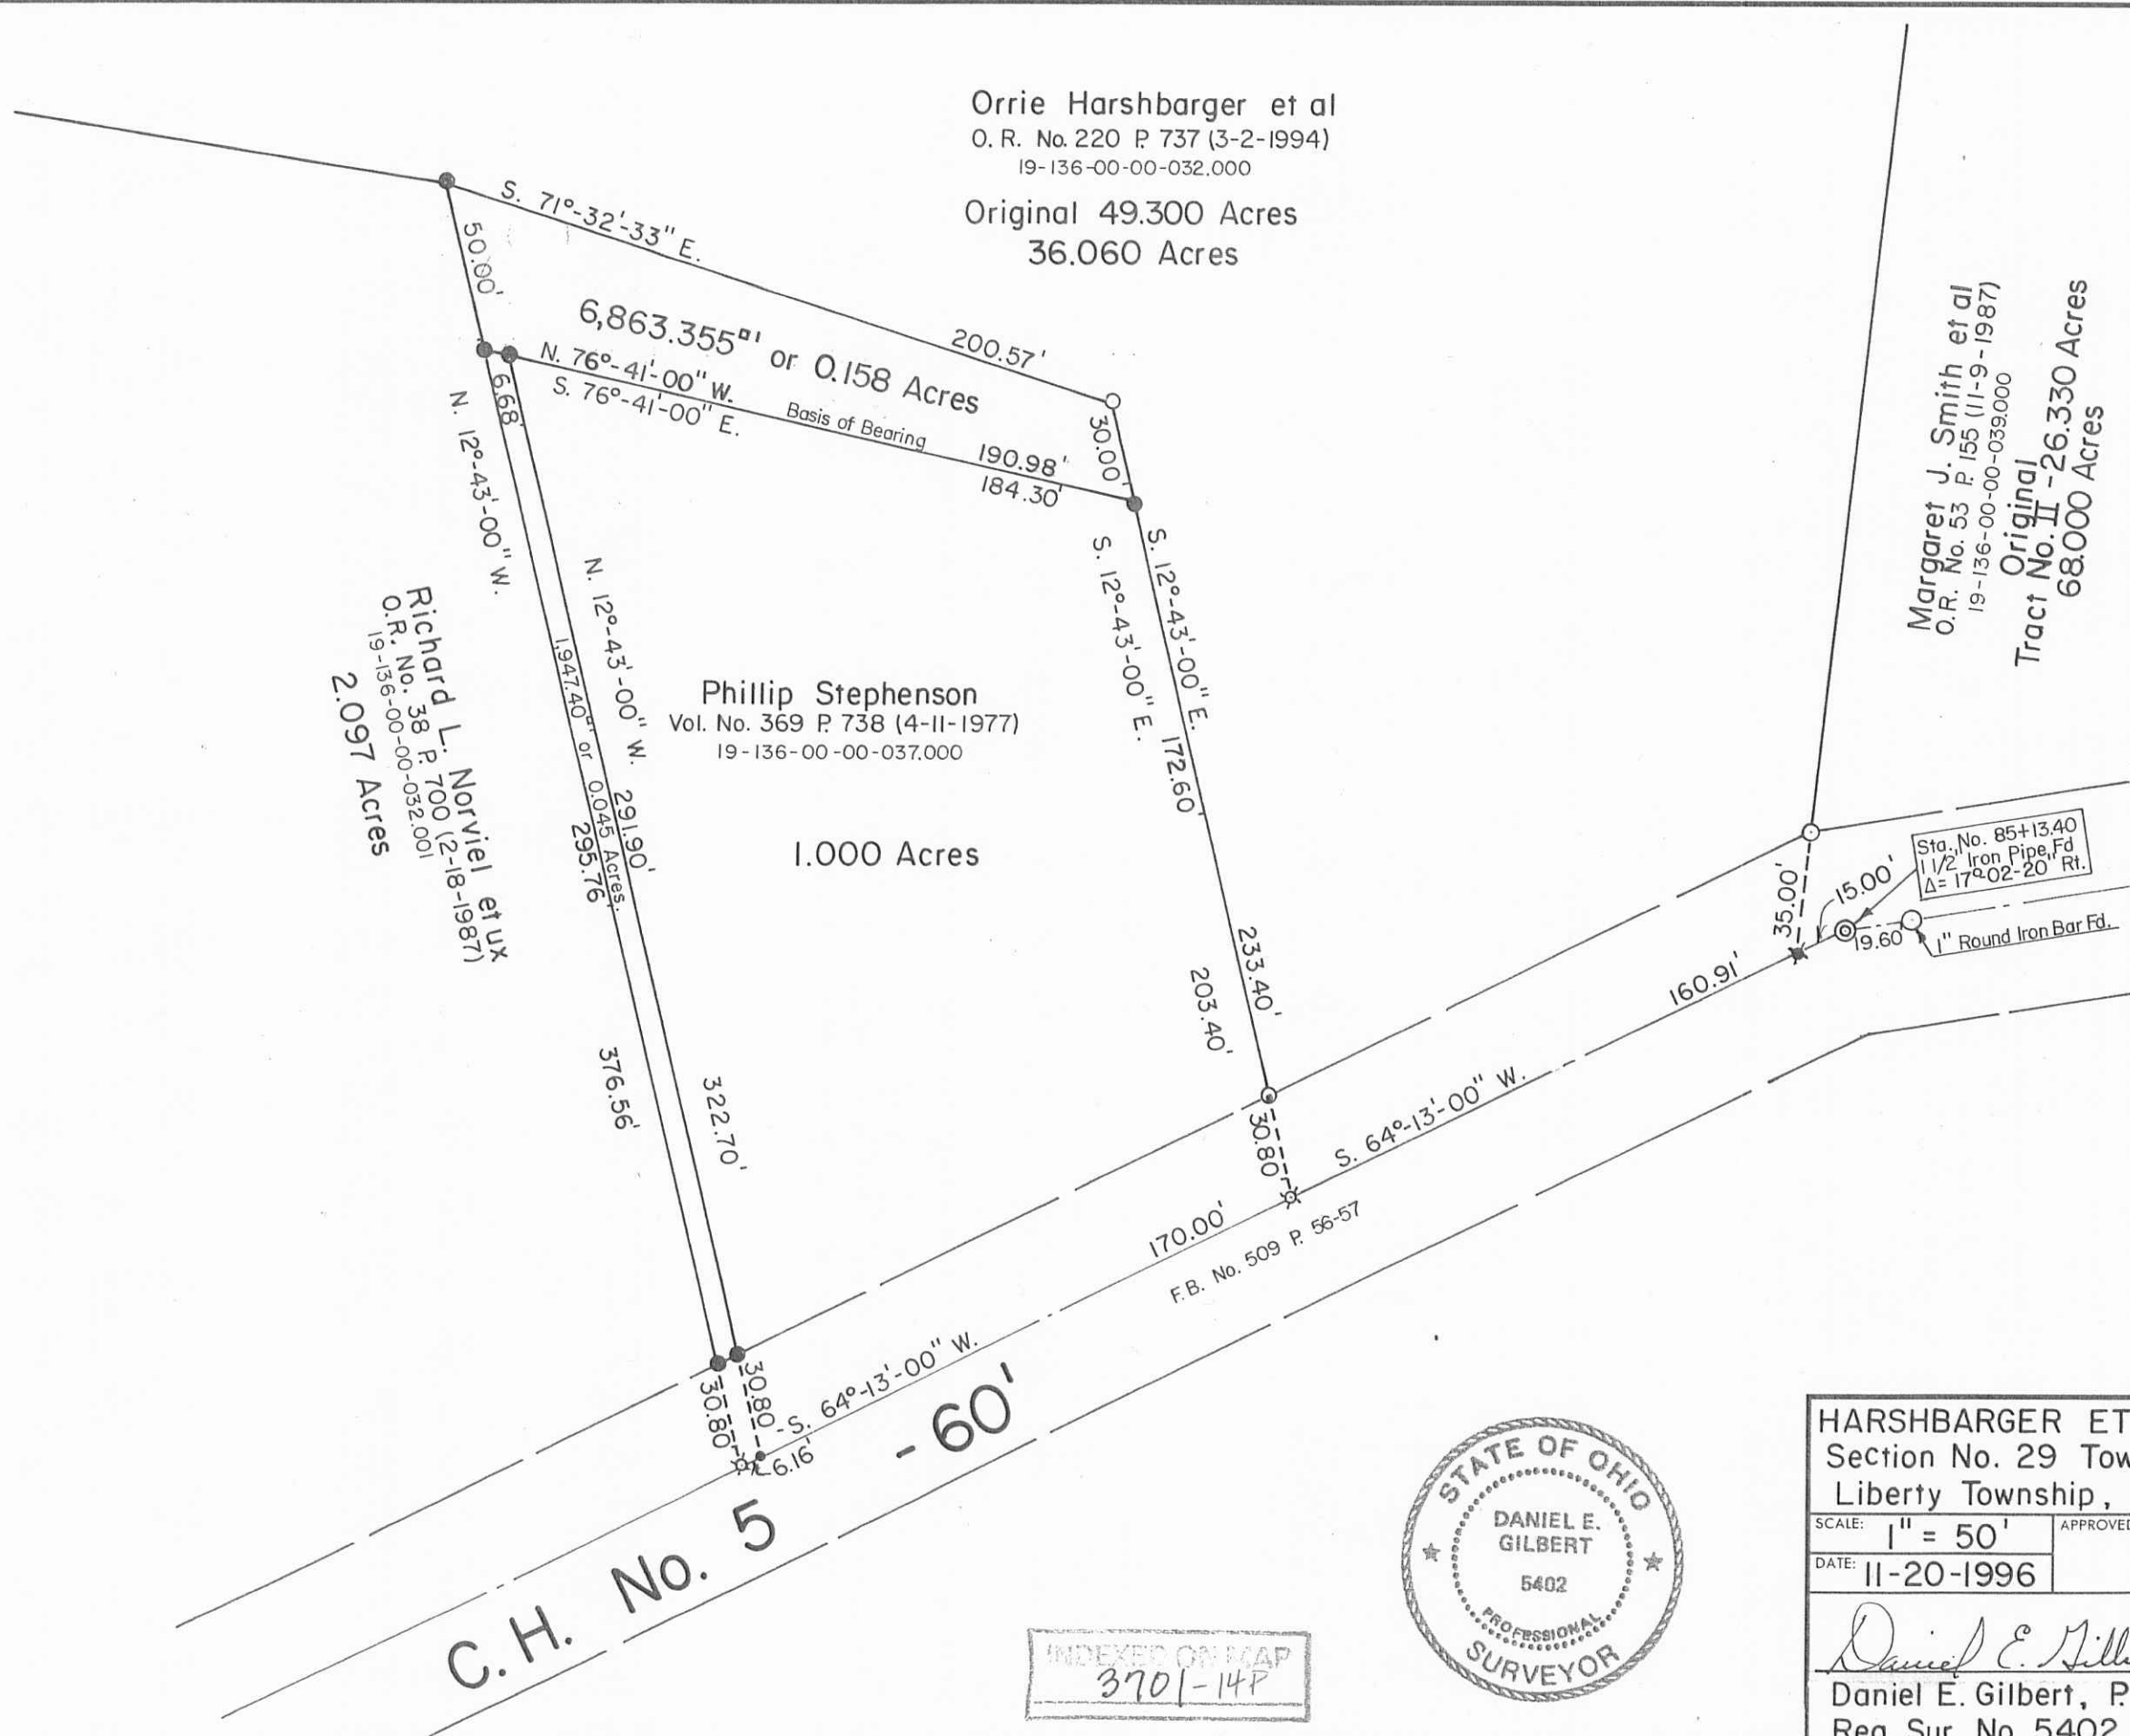 Orrie Harshbarger et al
O. R. No. 220 P. 737 (3-2-1994)
19-136-00-00-032.000
Original 49.300 Acres
36.060 Acres
S. 71°-32'-33" E.
200.57'
50.00'
6,863.355□' or 0.158 Acres
N. 76°-41'-00" W.
S. 76°-41'-00" E.
Basis of Bearing
190.98'
184.30'
30.00'
6.68'
N. 12°-43'-00" W.
N. 12°-43'-00" W.
1,947.40□' or 0.045 Acres.
291.90'
295.76'
376.56'
322.70'
Richard L. Norviel et ux
O.R. No. 38 P. 700 (2-18-1987)
19-136-00-00-032.001
2.097 Acres
Phillip Stephenson
Vol. No. 369 P. 738 (4-11-1977)
19-136-00-00-037.000
1.000 Acres
S. 12°-43'-00" E.
S. 12°-43'-00" E.
172.60'
233.40'
203.40'
30.80'
Margaret J. Smith et al
O.R. No. 53 P. 155 (11-9-1987)
19-136-00-00-039.000
Original
Tract No. II - 26.330 Acres
68.000 Acres
Sta. No. 85+13.40
1 1/2" Iron Pipe Fd
Δ= 17°-02-20" Rt.
35.00'
15.00'
19.60'
1" Round Iron Bar Fd.
160.91'
S. 64°-13'-00" W.
170.00'
F.B. No. 509 P. 56-57
S. 64°-13'-00" W.
30.80'
30.80'
6.16'
C. H. No. 5 - 60'
STATE OF OHIO
DANIEL E.
GILBERT
5402
PROFESSIONAL
SURVEYOR
INDEXED ON MAP
3701-14P
HARSHBARGER ET
Section No. 29 Tow
Liberty Township,
SCALE: 1" = 50'
APPROVED
DATE: 11-20-1996
Daniel E. Gilb
Daniel E. Gilbert, P.
Reg. Sur. No. 5402